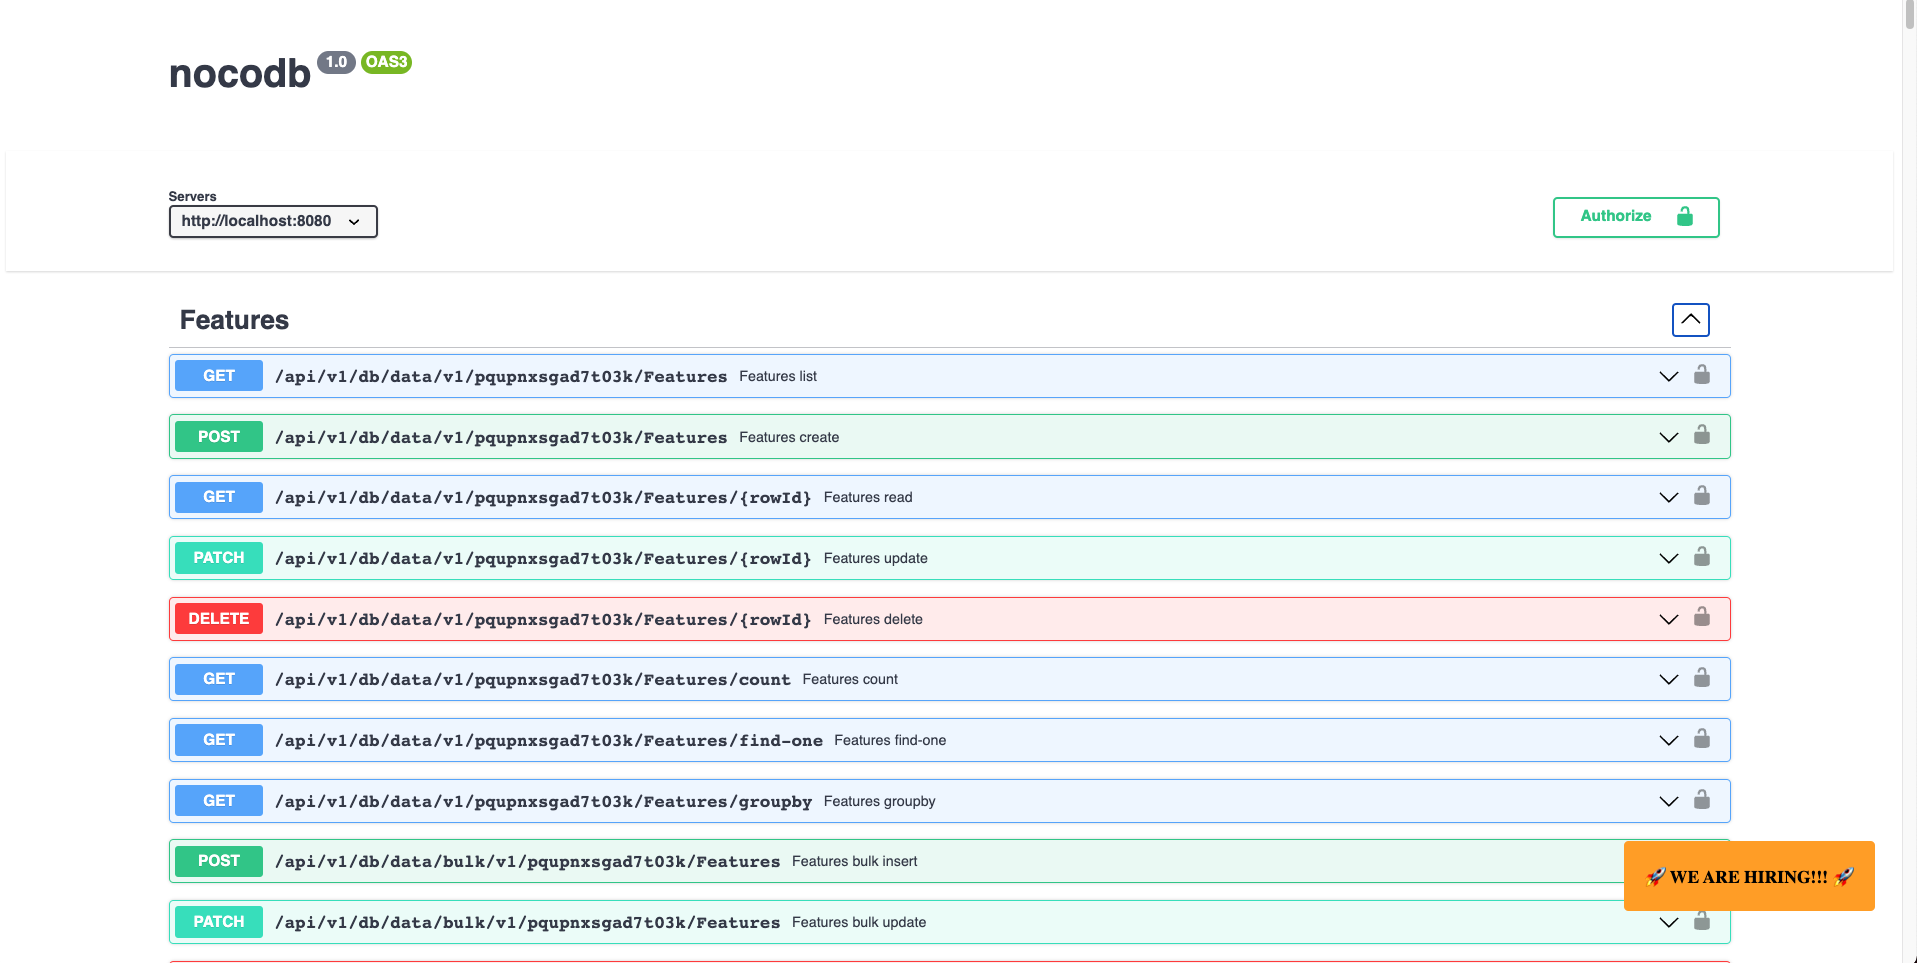 nocodb 1.0 OAS3
Servers
http://localhost:8080
Authorize
Features
GET /api/v1/db/data/v1/pqupnxsgad7t03k/Features Features list
POST /api/v1/db/data/v1/pqupnxsgad7t03k/Features Features create
GET /api/v1/db/data/v1/pqupnxsgad7t03k/Features/{rowId} Features read
PATCH /api/v1/db/data/v1/pqupnxsgad7t03k/Features/{rowId} Features update
DELETE /api/v1/db/data/v1/pqupnxsgad7t03k/Features/{rowId} Features delete
GET /api/v1/db/data/v1/pqupnxsgad7t03k/Features/count Features count
GET /api/v1/db/data/v1/pqupnxsgad7t03k/Features/find-one Features find-one
GET /api/v1/db/data/v1/pqupnxsgad7t03k/Features/groupby Features groupby
POST /api/v1/db/data/bulk/v1/pqupnxsgad7t03k/Features Features bulk insert
🚀 WE ARE HIRING!!! 🚀
PATCH /api/v1/db/data/bulk/v1/pqupnxsgad7t03k/Features Features bulk update